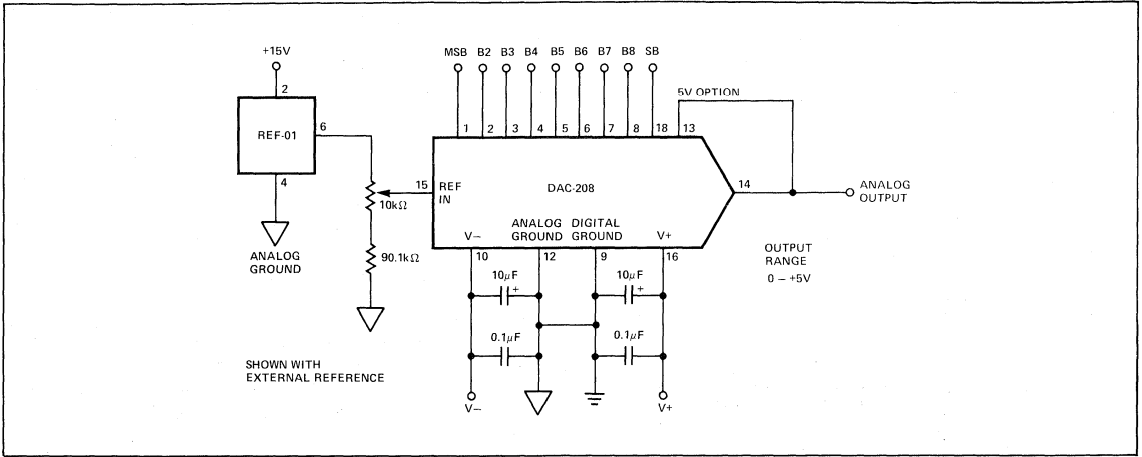 +15V
2
REF-01
6
4
ANALOG
GROUND
10kΩ
90.1kΩ
SHOWN WITH
EXTERNAL REFERENCE
MSB B2 B3 B4 B5 B6 B7 B8 SB
5V OPTION
1 2 3 4 5 6 7 8 18 13
15 REF
IN
DAC-208
14
ANALOG
OUTPUT
V−
ANALOG
GROUND
DIGITAL
GROUND
V+
10 12 9 16
10μF
+
10μF
+
0.1μF
0.1μF
V−
V+
OUTPUT
RANGE
0 – +5V